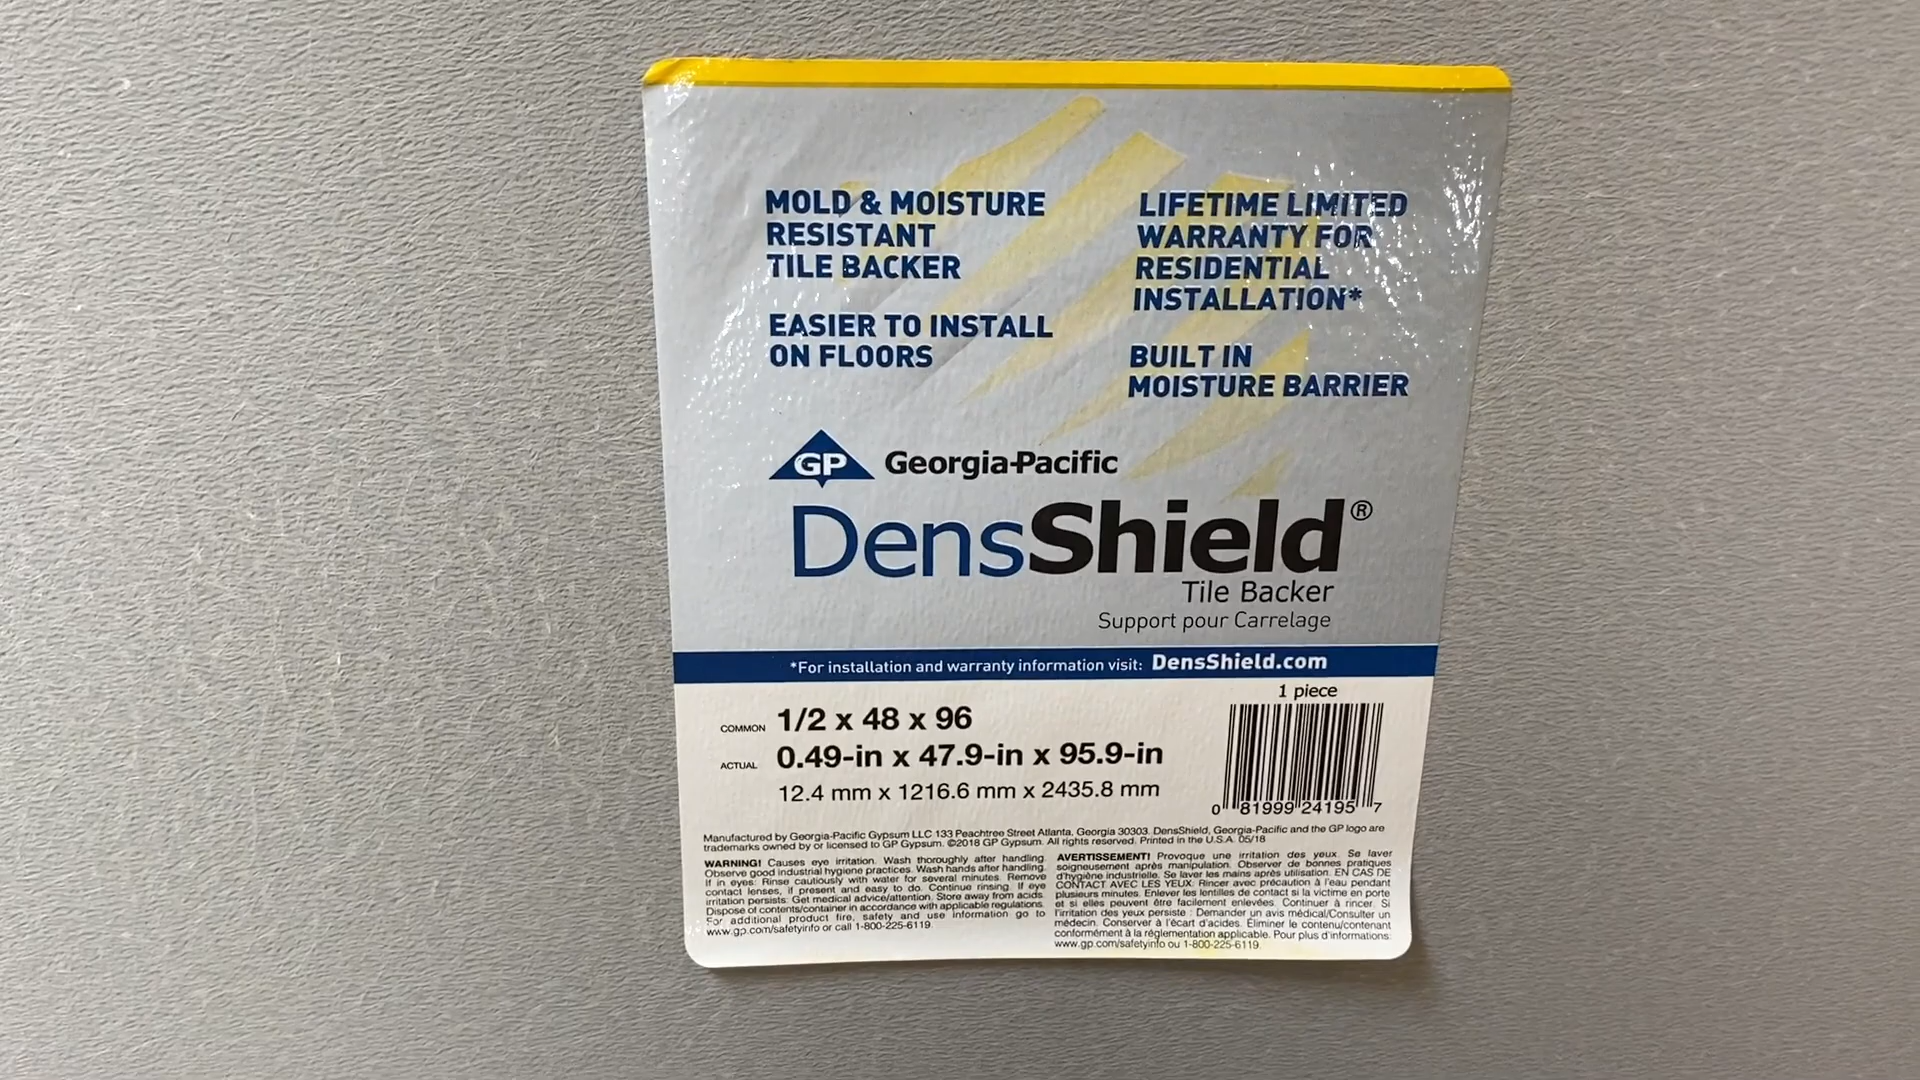 MOLD & MOISTURE
RESISTANT
TILE BACKER
EASIER TO INSTALL
ON FLOORS
LIFETIME LIMITED
WARRANTY FOR
RESIDENTIAL
INSTALLATION*
BUILT IN
MOISTURE BARRIER
GP Georgia-Pacific
DensShield®
Tile Backer
Support pour Carrelage
*For installation and warranty information visit: DensShield.com
1 piece
COMMON 1/2 x 48 x 96
ACTUAL 0.49-in x 47.9-in x 95.9-in
12.4 mm x 1216.6 mm x 2435.8 mm
0 81999 24195 7
Manufactured by Georgia-Pacific Gypsum LLC 133 Peachtree Street Atlanta, Georgia 30303. DensShield, Georgia-Pacific and the GP logo are
trademarks owned by or licensed to GP Gypsum. ©2018 GP Gypsum. All rights reserved. Printed in the U.S.A. 05/18
WARNING! Causes eye irritation. Wash thoroughly after handling.
Observe good industrial hygiene practices. Wash hands after handling.
If in eyes: Rinse cautiously with water for several minutes. Remove
contact lenses, if present and easy to do. Continue rinsing. If eye
irritation persists: Get medical advice/attention. Store away from acids.
Dispose of contents/container in accordance with applicable regulations.
For additional product fire, safety and use information go to
www.gp.com/safetyinfo or call 1-800-225-6119.
AVERTISSEMENT! Provoque une irritation des yeux. Se laver
soigneusement après manipulation. Observer de bonnes pratiques
d'hygiène industrielle. Se laver les mains après utilisation. EN CAS DE
CONTACT AVEC LES YEUX: Rincer avec précaution à l'eau pendant
plusieurs minutes. Enlever les lentilles de contact si la victime en porte
et si elles peuvent être facilement enlevées. Continuer à rincer. Si
l'irritation des yeux persiste : Demander un avis médical/Consulter un
médecin. Conserver à l'écart d'acides. Éliminer le contenu/contenant
conformément à la réglementation applicable. Pour plus d'informations:
www.gp.com/safetyinfo ou 1-800-225-6119.